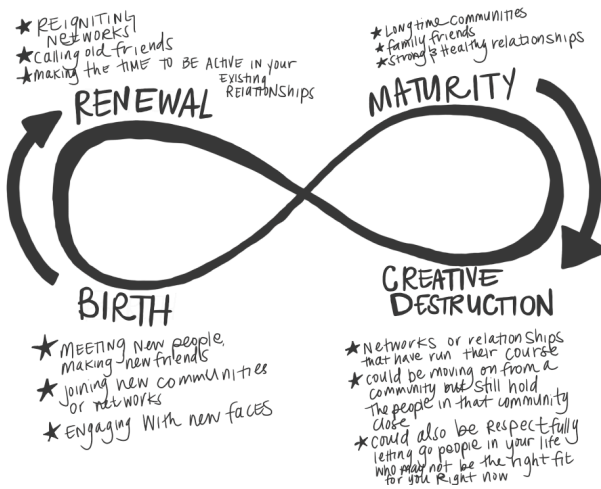 ★ REIGNITING
NETWORKS
★ CALLING OLD FRIENDS
★ MAKING THE TIME TO BE ACTIVE IN YOUR
EXISTING
RELATIONSHIPS
RENEWAL
★ LONG TIME COMMUNITIES
★ family friends
★ STRONG & HEALTHY RELATIONSHIPS
MATURITY
BIRTH
★ MEETING NEW people,
making new friends
★ joining new communities
or networks
★ ENGAGING WITH NEW FACES
CREATIVE
DESTRUCTION
★ NETWORKS OR RELATIONSHIPS
that have run their course
★ could be moving on from a
community but still hold
The people in that community
close
★ could also be RESPECTFULLY
letting go people in your life
who may not be the right fit
for you Right now